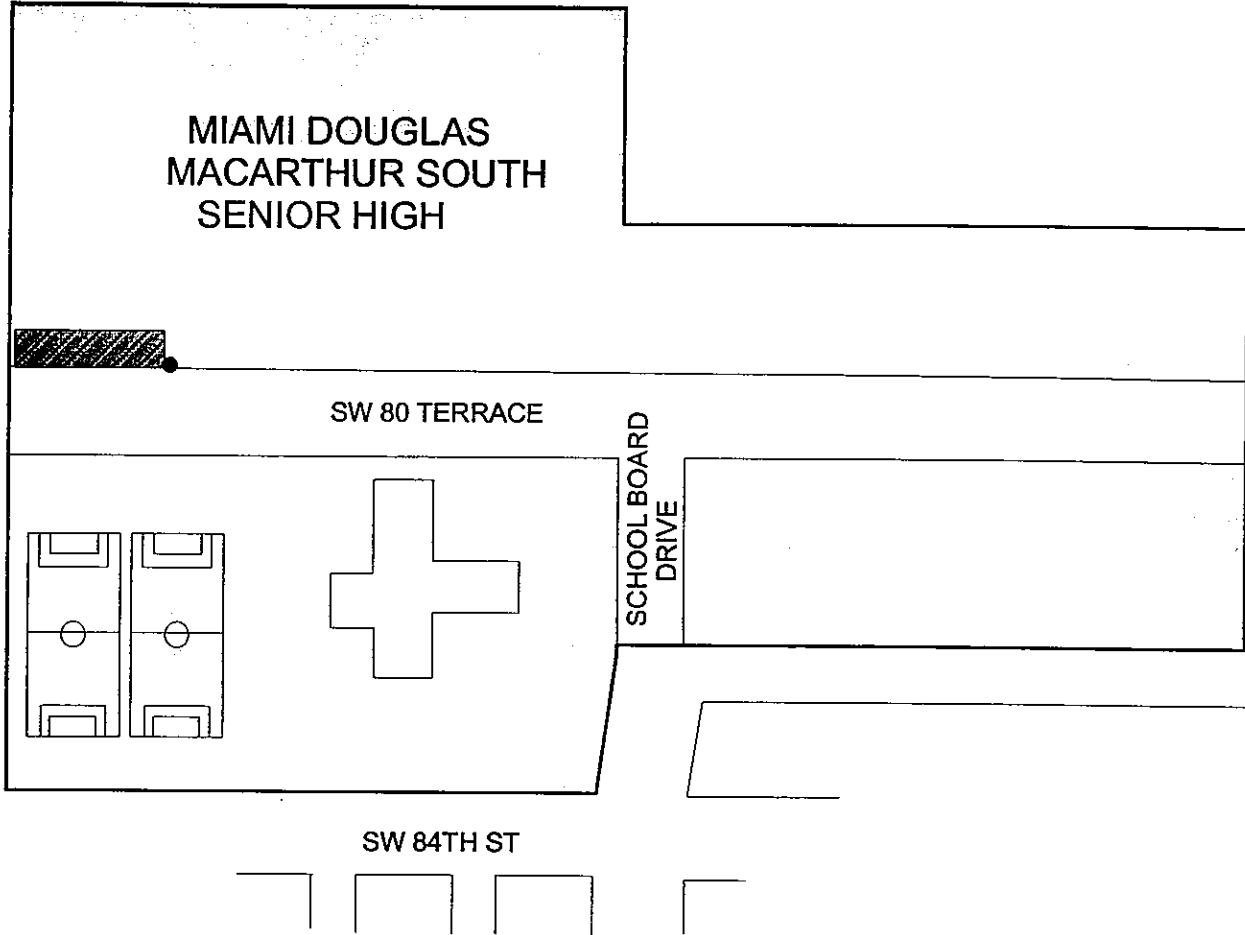 MIAMI DOUGLAS
MACARTHUR SOUTH
SENIOR HIGH
SW 80 TERRACE
SCHOOL BOARD
DRIVE
SW 84TH ST